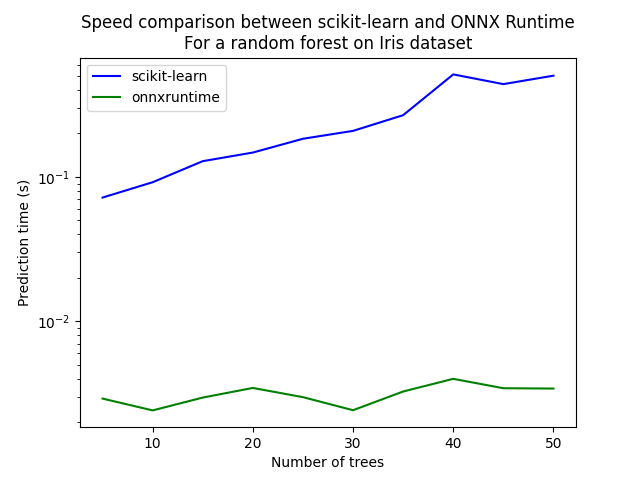 Speed comparison between scikit-learn and ONNX Runtime
For a random forest on Iris dataset
scikit-learn
onnxruntime
Prediction time (s)
10⁻¹
10⁻²
10 20 30 40 50
Number of trees